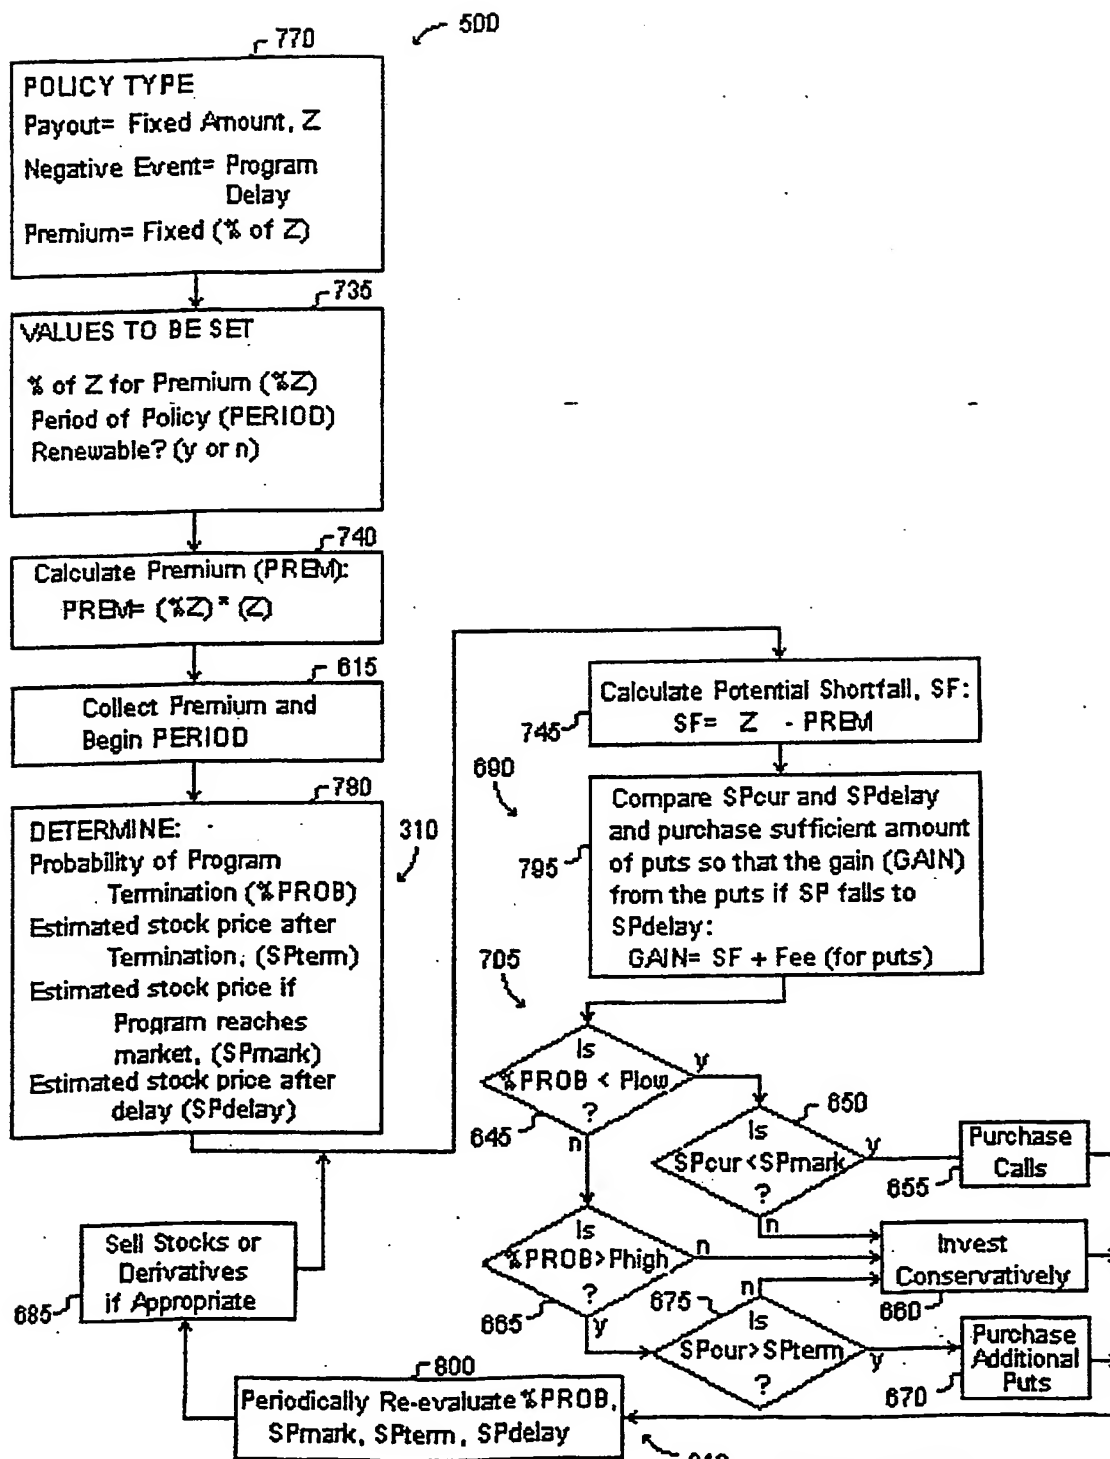 500
770
POLICY TYPE
Payout= Fixed Amount, Z
Negative Event= Program
Delay
Premium= Fixed (% of Z)
735
VALUES TO BE SET
% of Z for Premium (%Z)
Period of Policy (PERIOD)
Renewable? (y or n)
740
Calculate Premium (PREM):
PREM= (%Z) * (Z)
615
Collect Premium and
Begin PERIOD
780
DETERMINE:
Probability of Program
Termination (%PROB)
Estimated stock price after
Termination, (SPterm)
Estimated stock price if
Program reaches
market, (SPmark)
Estimated stock price after
delay (SPdelay)
310
Calculate Potential Shortfall, SF:
SF= Z - PREM
745
690
Compare SPcur and SPdelay
and purchase sufficient amount
of puts so that the gain (GAIN)
from the puts if SP falls to
SPdelay:
GAIN= SF + Fee (for puts)
795
705
Is
%PROB < Plow
?
y
n
645
650
Is
SPcur<SPmark
?
y
n
Purchase
Calls
655
Is
%PROB>Phigh
?
n
y
665
Invest
Conservatively
660
675
n
Is
SPcur>SPterm
?
y
Purchase
Additional
Puts
670
Sell Stocks or
Derivatives
if Appropriate
685
800
Periodically Re-evaluate %PROB,
SPmark, SPterm, SPdelay